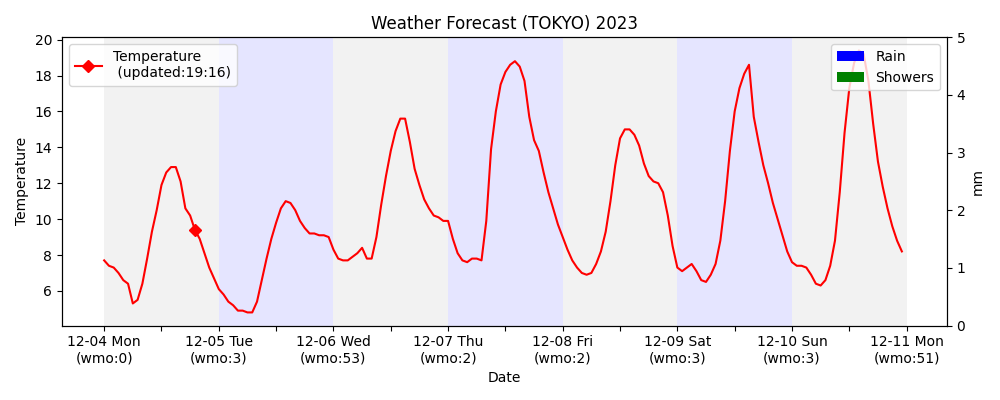 Weather Forecast (TOKYO) 2023
Temperature
(updated:19:16)
Rain
Showers
20
18
16
14
12
10
8
6
Temperature
5
4
3
2
1
0
mm
12-04 Mon 12-05 Tue 12-06 Wed 12-07 Thu 12-08 Fri 12-09 Sat 12-10 Sun 12-11 Mon
(wmo:0) (wmo:3) (wmo:53) (wmo:2) (wmo:2) (wmo:3) (wmo:3) (wmo:51)
Date